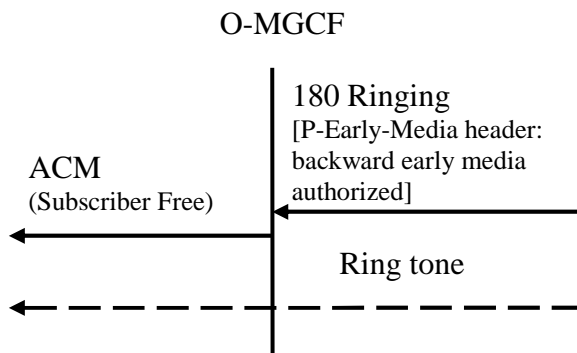 O-MGCF
180 Ringing
[P-Early-Media header:
backward early media
authorized]
ACM
(Subscriber Free)
Ring tone